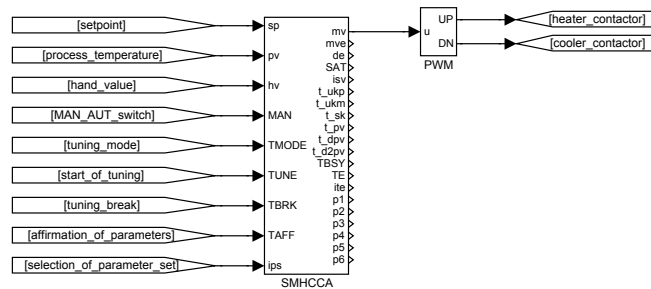 [setpoint]
[process_temperature]
[hand_value]
[MAN_AUT_switch]
[tuning_mode]
[start_of_tuning]
[tuning_break]
[affirmation_of_parameters]
[selection_of_parameter_set]
sp
pv
hv
MAN
TMODE
TUNE
TBRK
TAFF
ips
mv
mve
de
SAT
isv
t_ukp
t_ukm
t_sk
t_pv
t_dpv
t_d2pv
TBSY
TE
ite
p1
p2
p3
p4
p5
p6
SMHCCA
u
UP
DN
PWM
[heater_contactor]
[cooler_contactor]